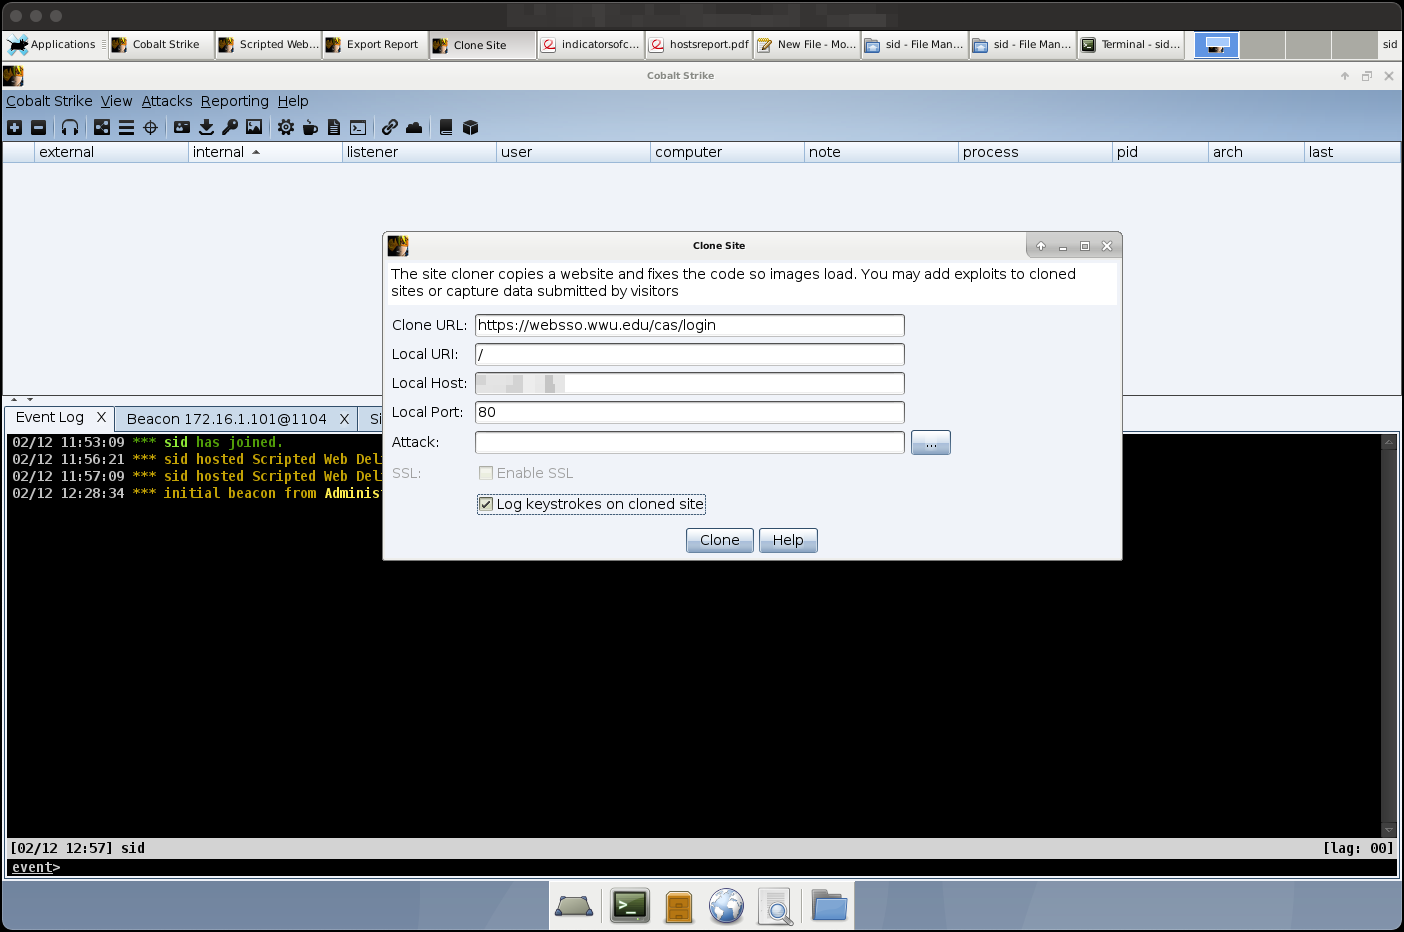 Applications
Cobalt Strike
Scripted Web...
Export Report
Clone Site
indicatorsofc...
hostsreport.pdf
New File - Mo...
sid - File Man...
sid - File Man...
Terminal - sid...
sid
Cobalt Strike
Cobalt Strike View Attacks Reporting Help
external internal listener user computer note process pid arch last
Clone Site
The site cloner copies a website and fixes the code so images load. You may add exploits to cloned
sites or capture data submitted by visitors
Clone URL: https://websso.wwu.edu/cas/login
Local URI: /
Local Host:
Local Port: 80
Attack: ...
SSL: Enable SSL
Log keystrokes on cloned site
Clone Help
Event Log X Beacon 172.16.1.101@1104 X Si
02/12 11:53:09 *** sid has joined.
02/12 11:56:21 *** sid hosted Scripted Web Del
02/12 11:57:09 *** sid hosted Scripted Web Del
02/12 12:28:34 *** initial beacon from Adminis
[02/12 12:57] sid [lag: 00]
event>